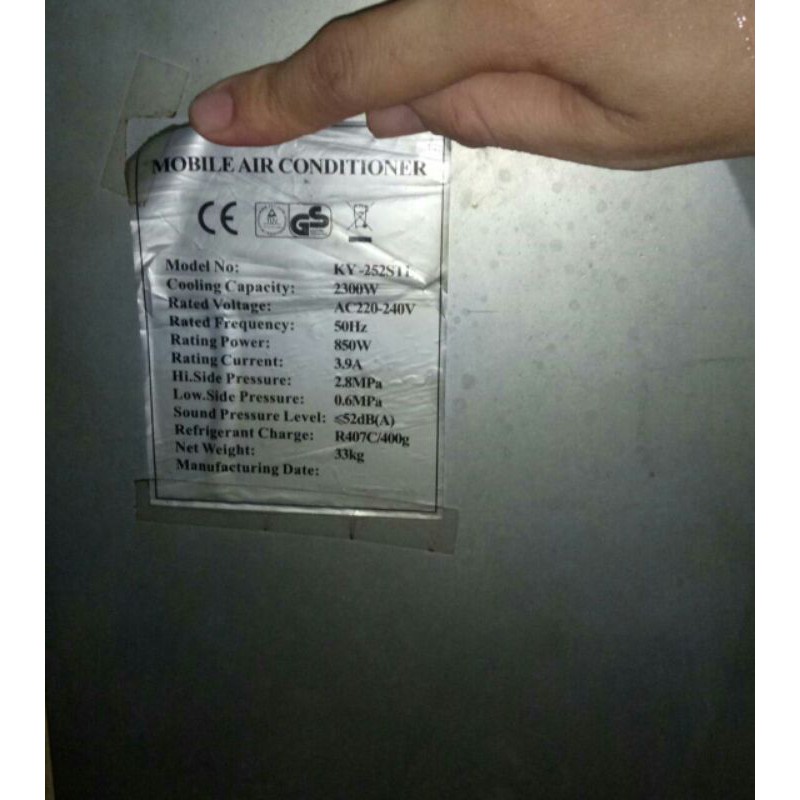 MOBILE AIR CONDITIONER
CE GS
Model No:
Cooling Capacity: 2300W
Rated Voltage: AC220-240V
Rated Frequency: 50Hz
Rating Power: 850W
Rating Current: 3.9A
Hi.Side Pressure: 2.8MPa
Low.Side Pressure: 0.6MPa
Sound Pressure Level: ≤52dB(A)
Refrigerant Charge: R407C/400g
Net Weight: 33kg
Manufacturing Date: